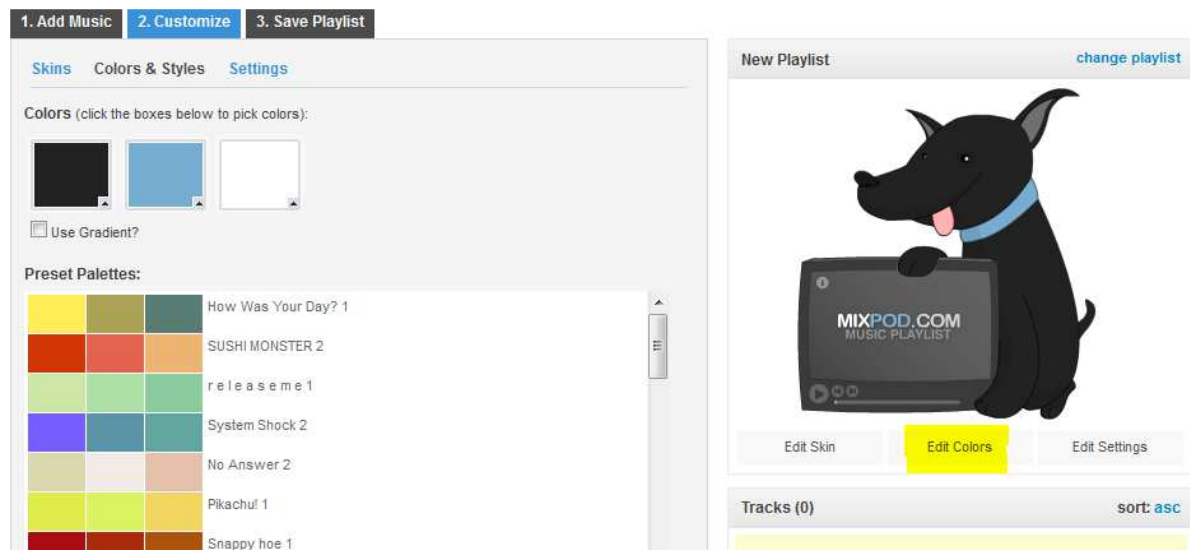 1. Add Music 2. Customize 3. Save Playlist
Skins Colors & Styles Settings
Colors (click the boxes below to pick colors):
Use Gradient?
Preset Palettes:
How Was Your Day? 1
SUSHI MONSTER 2
r e l e a s e m e 1
System Shock 2
No Answer 2
Pikachu! 1
Snappy hoe 1
New Playlist change playlist
MIXPOD.COM
MUSIC PLAYLIST
Edit Skin Edit Colors Edit Settings
Tracks (0) sort: asc